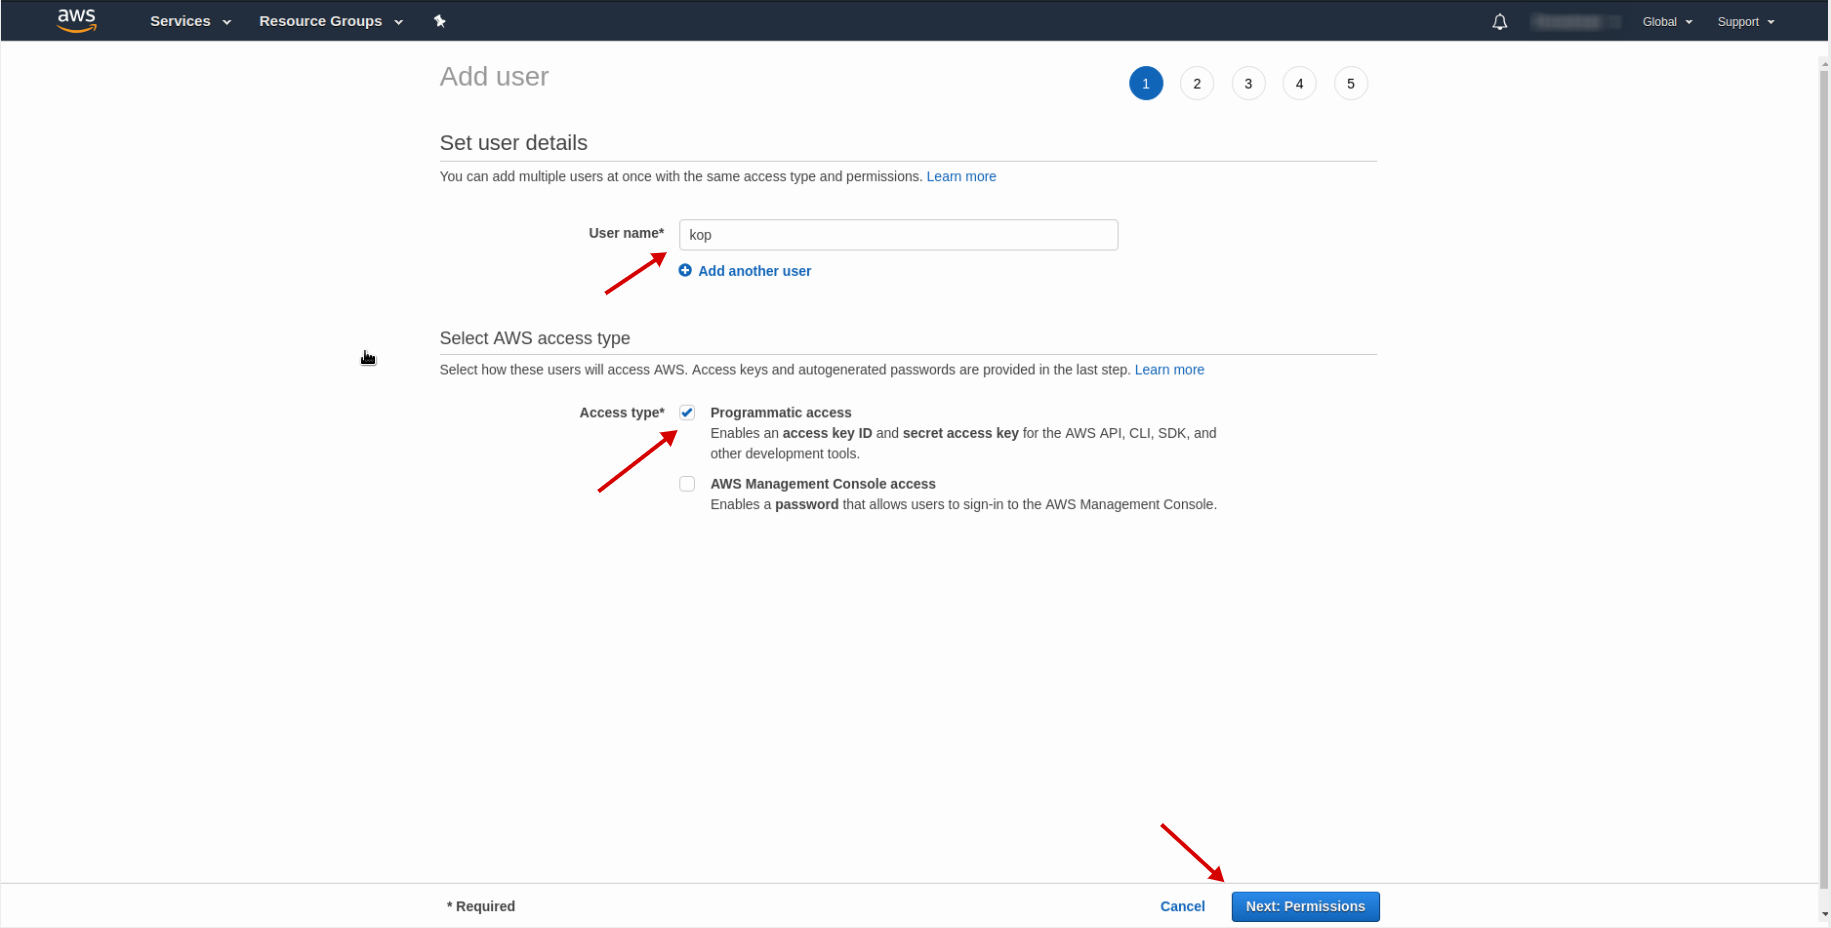 aws Services Resource Groups Global Support
Add user
1 2 3 4 5
Set user details
You can add multiple users at once with the same access type and permissions. Learn more
User name* kop
Add another user
Select AWS access type
Select how these users will access AWS. Access keys and autogenerated passwords are provided in the last step. Learn more
Access type* Programmatic access
Enables an access key ID and secret access key for the AWS API, CLI, SDK, and
other development tools.
AWS Management Console access
Enables a password that allows users to sign-in to the AWS Management Console.
* Required Cancel Next: Permissions